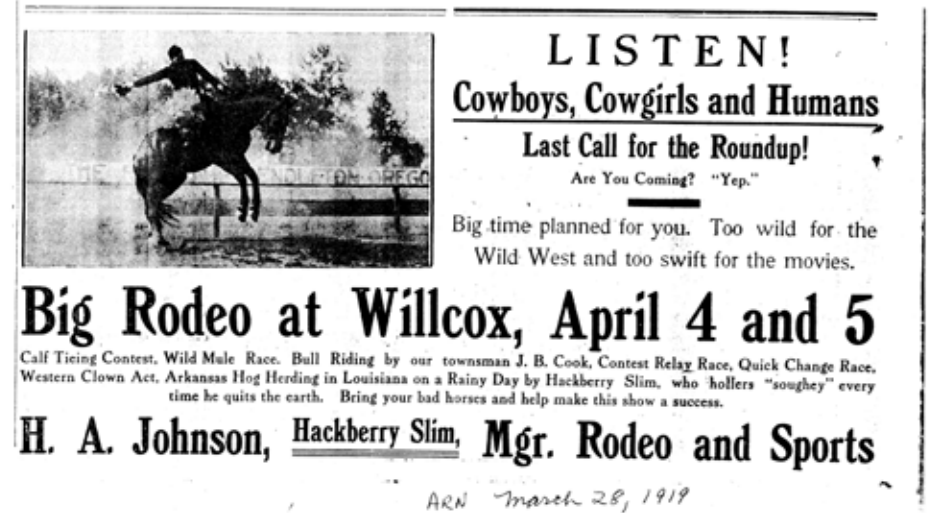 LISTEN!
Cowboys, Cowgirls and Humans
Last Call for the Roundup!
Are You Coming? "Yep."
Big time planned for you. Too wild for the
Wild West and too swift for the movies.
Big Rodeo at Willcox, April 4 and 5
Calf Tieing Contest, Wild Mule Race. Bull Riding by our townsman J. B. Cook, Contest Relay Race, Quick Change Race,
Western Clown Act, Arkansas Hog Herding in Louisiana on a Rainy Day by Hackberry Slim, who hollers "soughey" every
time he quits the earth. Bring your bad horses and help make this show a success.
H. A. Johnson, Hackberry Slim, Mgr. Rodeo and Sports
ARN March 28, 1919